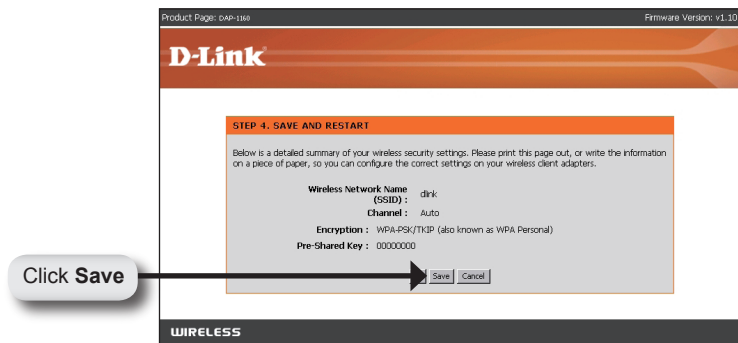 Product Page: DAP-1160 Firmware Version: v1.10
D-Link
STEP 4. SAVE AND RESTART
Below is a detailed summary of your wireless security settings. Please print this page out, or write the information
on a piece of paper, so you can configure the correct settings on your wireless client adapters.
Wireless Network Name
(SSID) : dlink
Channel : Auto
Encryption : WPA-PSK/TKIP (also known as WPA Personal)
Pre-Shared Key : 00000000
Click Save
Save Cancel
WIRELESS